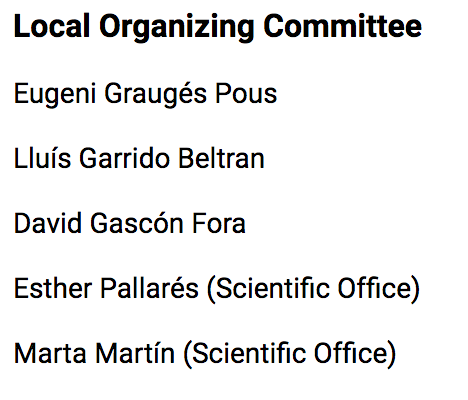 Local Organizing Committee
Eugeni Graugés Pous
Lluís Garrido Beltran
David Gascón Fora
Esther Pallarés (Scientific Office)
Marta Martín (Scientific Office)